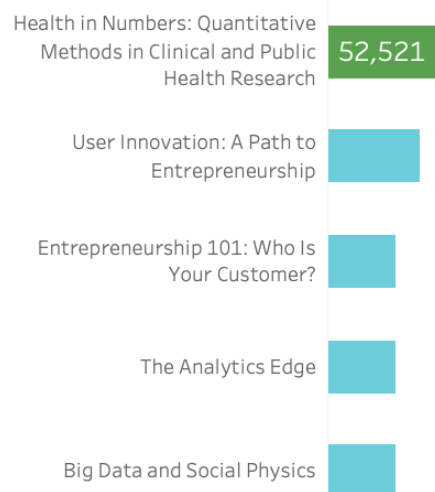 Health in Numbers: Quantitative
Methods in Clinical and Public
Health Research
52,521
User Innovation: A Path to
Entrepreneurship
Entrepreneurship 101: Who Is
Your Customer?
The Analytics Edge
Big Data and Social Physics